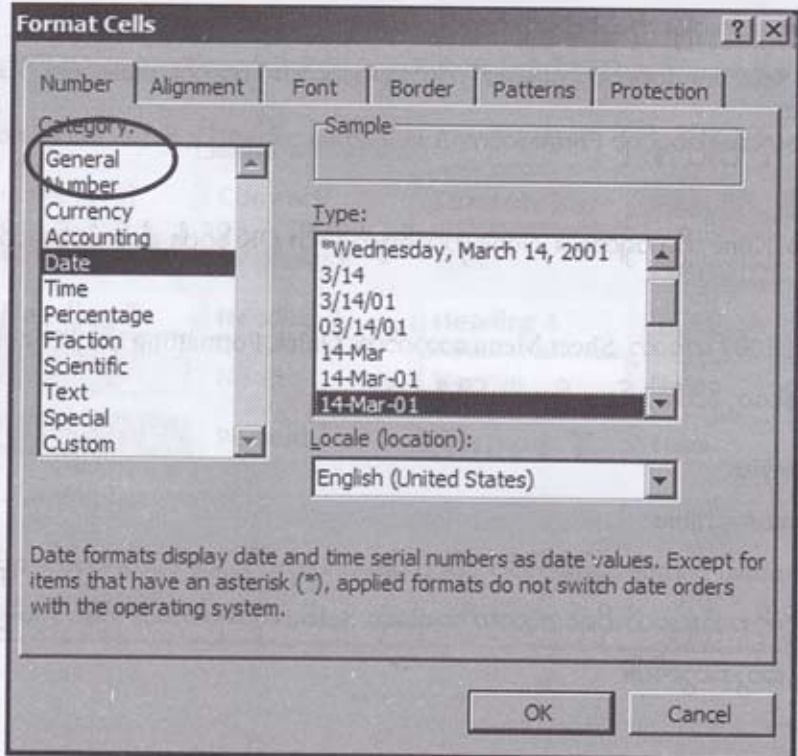 Format Cells
Number Alignment Font Border Patterns Protection
Category:
General
Number
Currency
Accounting
Date
Time
Percentage
Fraction
Scientific
Text
Special
Custom
Sample
Type:
*Wednesday, March 14, 2001
3/14
3/14/01
03/14/01
14-Mar
14-Mar-01
14-Mar-01
Locale (location):
English (United States)
Date formats display date and time serial numbers as date values. Except for
items that have an asterisk (*), applied formats do not switch date orders
with the operating system.
OK Cancel